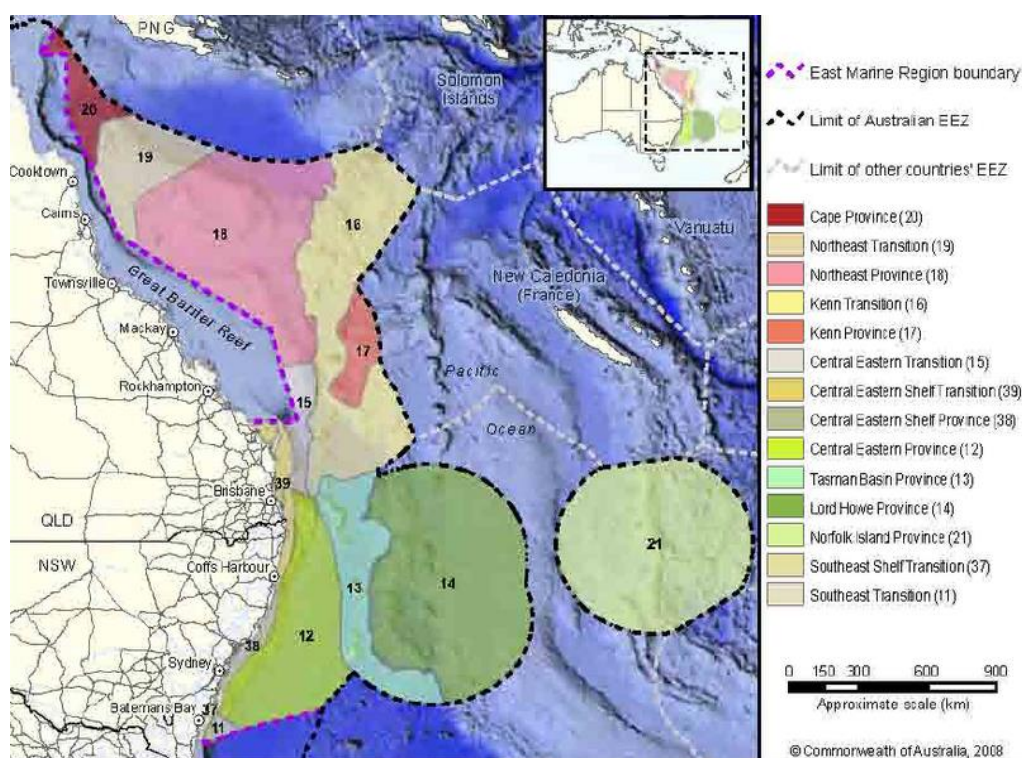 PNG
Solomon
Islands
20
19
Cooktown
Cairns
18
16
Vanuatu
New Caledonia
(France)
Townsville
Great Barrier Reef
Mackay
17
Pacific
Rockhampton
15
Ocean
39
Brisbane
QLD
NSW
21
Coffs Harbour
13
14
12
38
Sydney
37
Batemans Bay
11
East Marine Region boundary
Limit of Australian EEZ
Limit of other countries' EEZ
Cape Province (20)
Northeast Transition (19)
Northeast Province (18)
Kenn Transition (16)
Kenn Province (17)
Central Eastern Transition (15)
Central Eastern Shelf Transition (39)
Central Eastern Shelf Province (38)
Central Eastern Province (12)
Tasman Basin Province (13)
Lord Howe Province (14)
Norfolk Island Province (21)
Southeast Shelf Transition (37)
Southeast Transition (11)
0 150 300 600 900
Approximate scale (km)
© Commonwealth of Australia, 2008